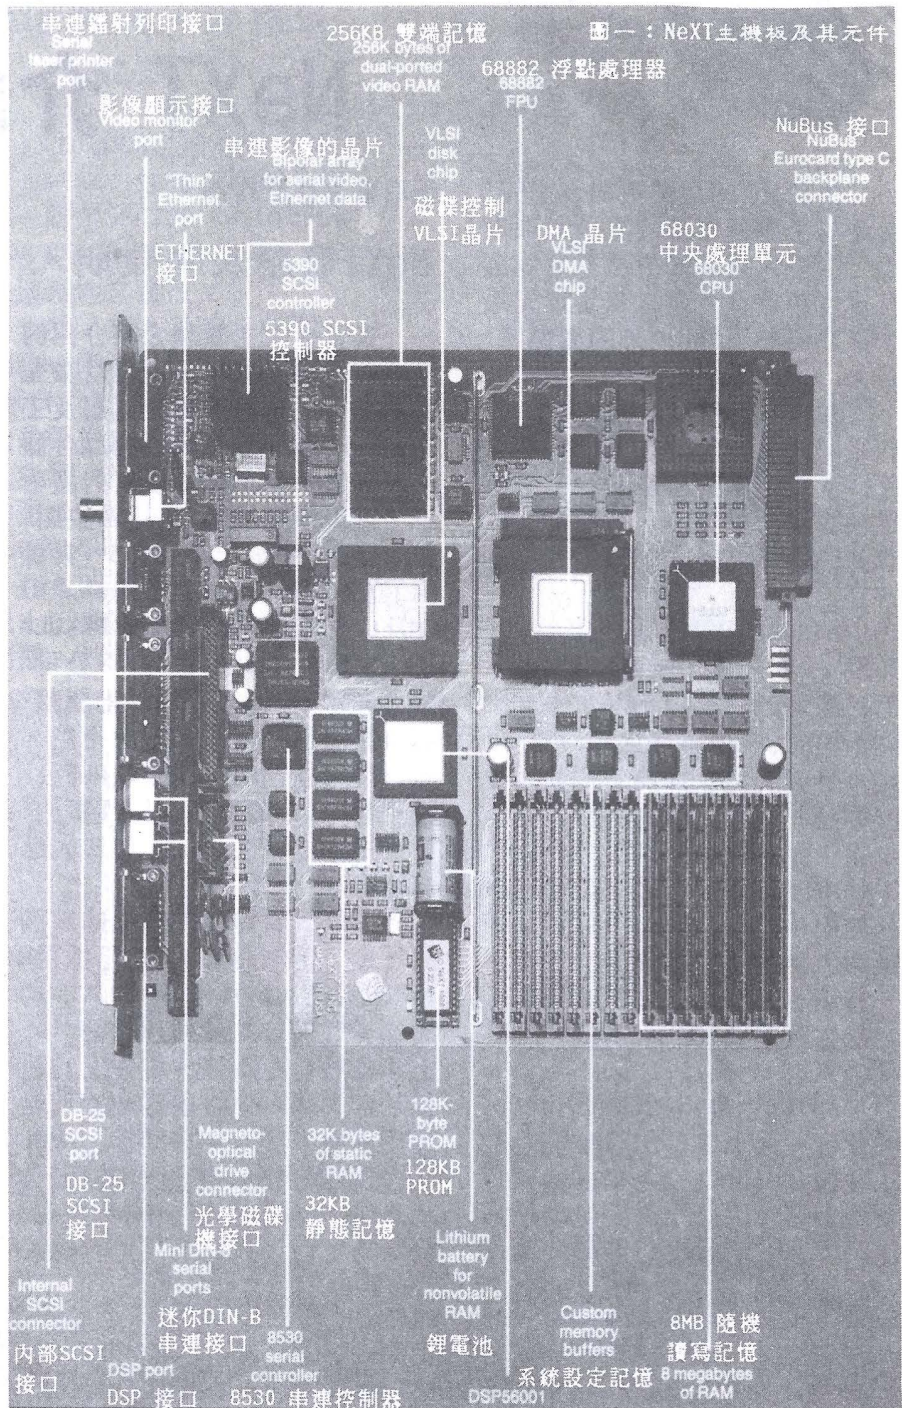 串連鐳射列印接口
Serial
laser printer
port
256KB 雙端記憶
256K bytes of
dual-ported
video RAM
圖一：NeXT主機板及其元件
68882 浮點處理器
68882
FPU
影像顯示接口
Video monitor
port
串連影像的晶片
Bipolar array
for serial video,
Ethernet data
VLSI
disk
chip
磁碟控制
VLSI晶片
NuBus 接口
NuBus
Eurocard type C
backplane
connector
"Thin"
Ethernet
port
ETHERNET
接口
5390
SCSI
controller
5390 SCSI
控制器
DMA 晶片
VLSI
DMA
chip
68030
中央處理單元
68030
CPU
DB-25
SCSI
port
DB-25
SCSI
接口
Magneto-
optical
drive
connector
光學磁碟
機接口
32K bytes
of static
RAM
32KB
靜態記憶
128K-
byte
PROM
128KB
PROM
Internal
SCSI
connector
內部SCSI
接口
Mini DIN-8
serial
ports
迷你DIN-B
串連接口
8530
serial
controller
8530 串連控制器
DSP port
DSP 接口
Lithium
battery
for
nonvolatile
RAM
鋰電池
DSP56001
Custom
memory
buffers
系統設定記憶
8MB 隨機
讀寫記憶
8 megabytes
of RAM